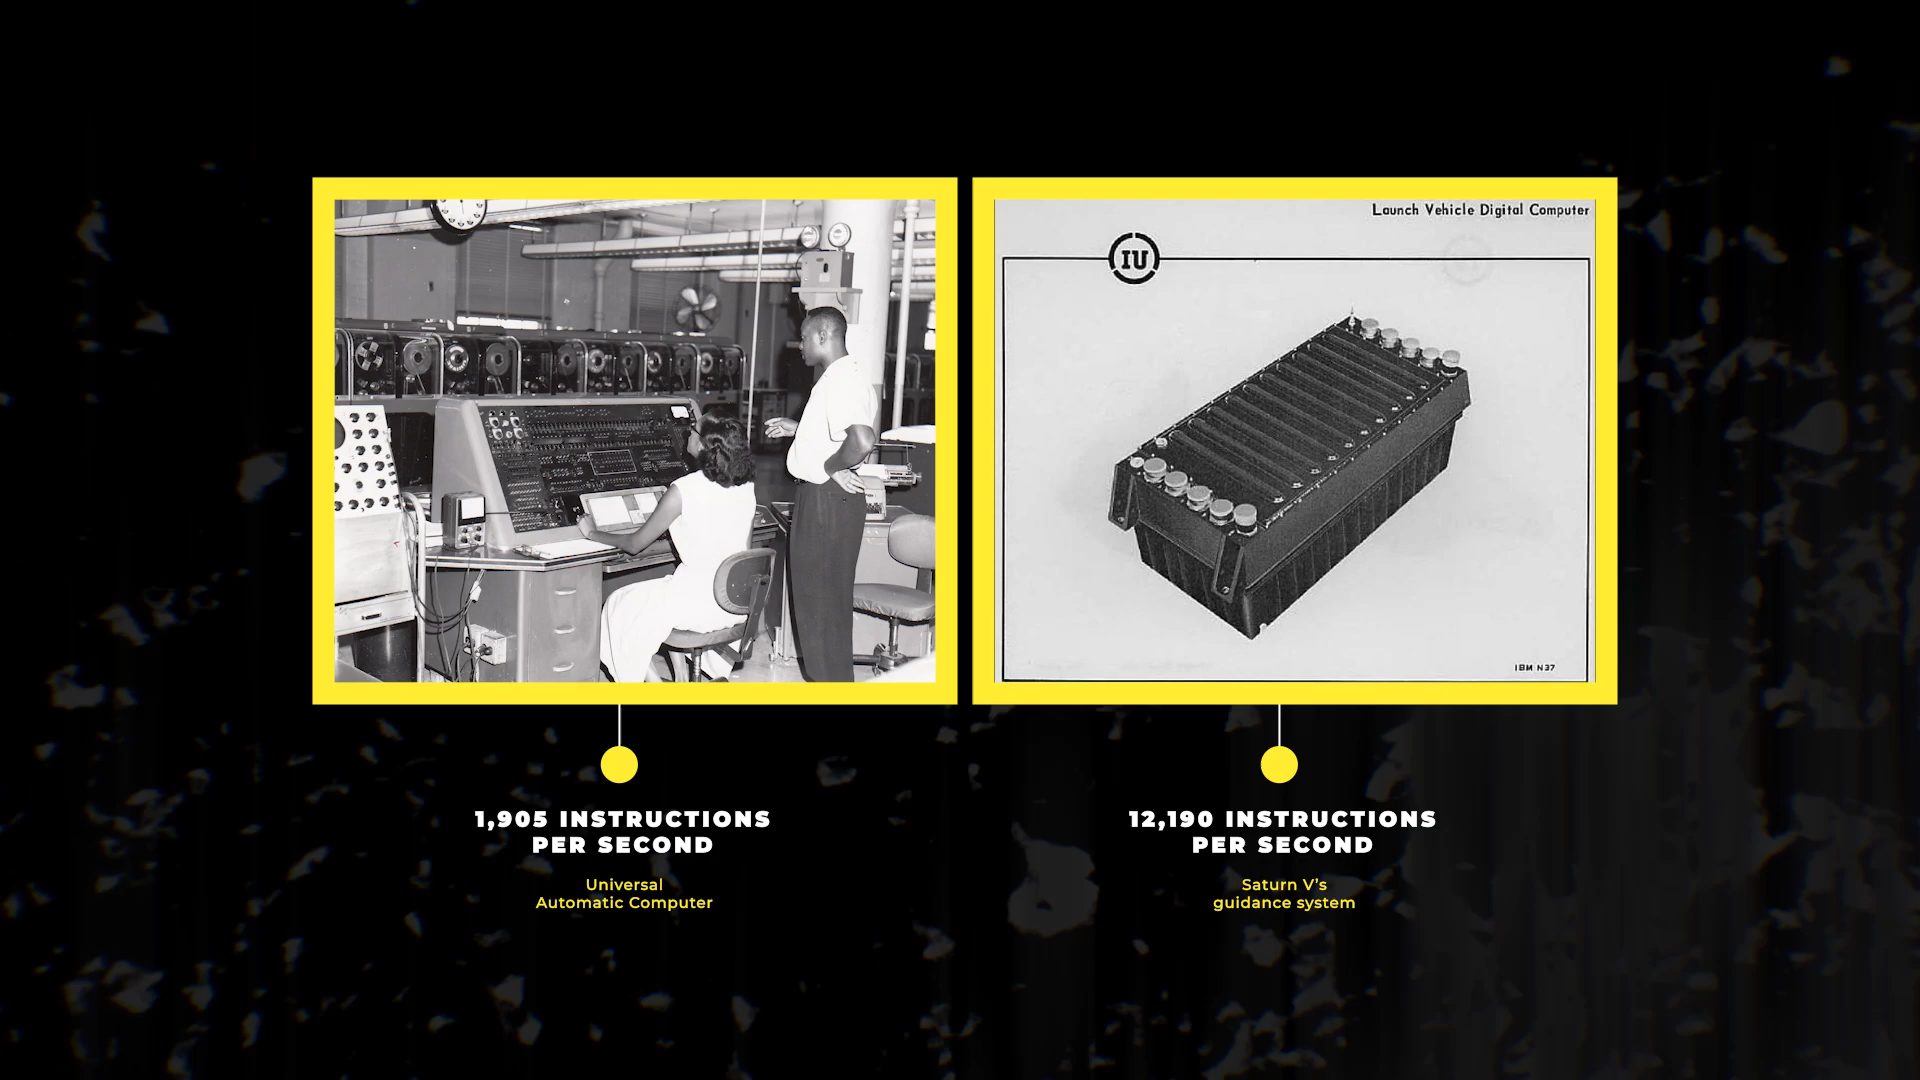 Launch Vehicle Digital Computer
IU
IBM N37
1,905 INSTRUCTIONS
PER SECOND
Universal
Automatic Computer
12,190 INSTRUCTIONS
PER SECOND
Saturn V's
guidance system